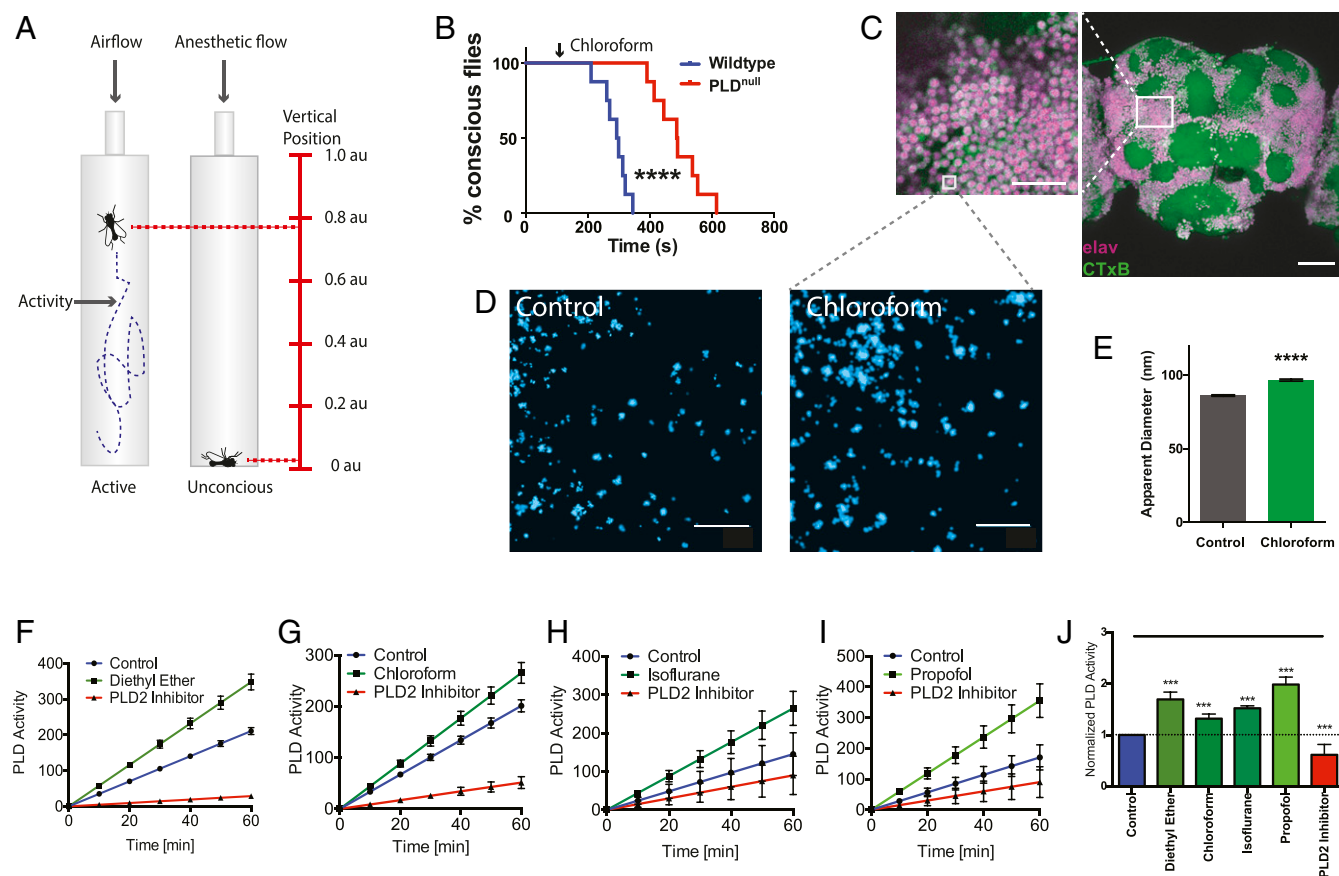 A
Airflow
Anesthetic flow
Vertical
Position
1.0 au
0.8 au
0.6 au
0.4 au
0.2 au
0 au
Activity
Active
Unconcious
B
Chloroform
Wildtype
PLDnull
% conscious flies
100
50
0
****
0
200
400
600
800
Time (s)
C
elav
CTxB
D
Control
Chloroform
E
****
Apparent Diameter (nm)
100
50
0
Control
Chloroform
F
Control
Diethyl Ether
PLD2 Inhibitor
PLD Activity
400
300
200
100
0
0
20
40
60
Time [min]
G
Control
Chloroform
PLD2 Inhibitor
PLD Activity
300
200
100
0
0
20
40
60
Time [min]
H
Control
Isoflurane
PLD2 Inhibitor
PLD Activity
400
300
200
100
0
0
20
40
60
Time [min]
I
Control
Propofol
PLD2 Inhibitor
PLD Activity
500
400
300
200
100
0
0
20
40
60
Time [min]
J
Normalized PLD Activity
3
2
1
0
***
***
***
***
***
Control
Diethyl Ether
Chloroform
Isoflurane
Propofol
PLD2 Inhibitor